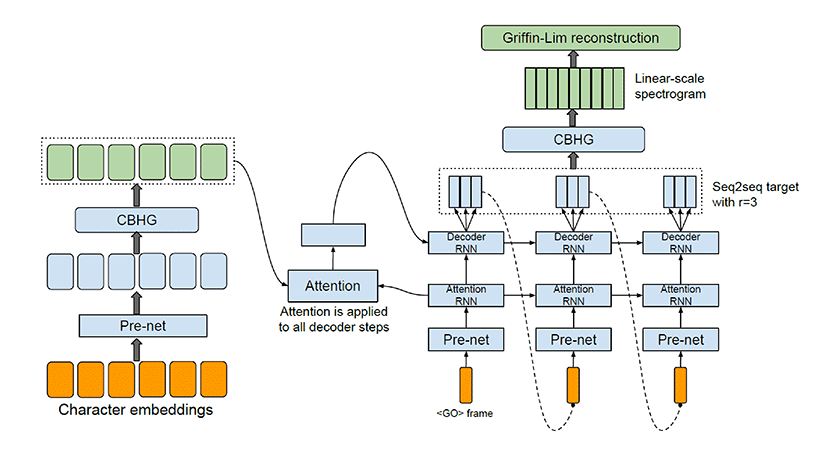 Griffin-Lim reconstruction
Linear-scale
spectrogram
CBHG
Seq2seq target
with r=3
CBHG
Decoder
RNN
Decoder
RNN
Decoder
RNN
Attention
Attention is applied
to all decoder steps
Attention
RNN
Attention
RNN
Attention
RNN
Pre-net
Pre-net
Pre-net
Pre-net
Character embeddings
<GO> frame